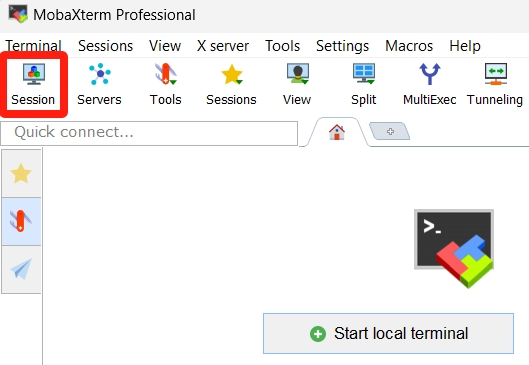 MobaXterm Professional
Terminal Sessions View X server Tools Settings Macros Help
Session Servers Tools Sessions View Split MultiExec Tunneling
Quick connect...
>_
Start local terminal